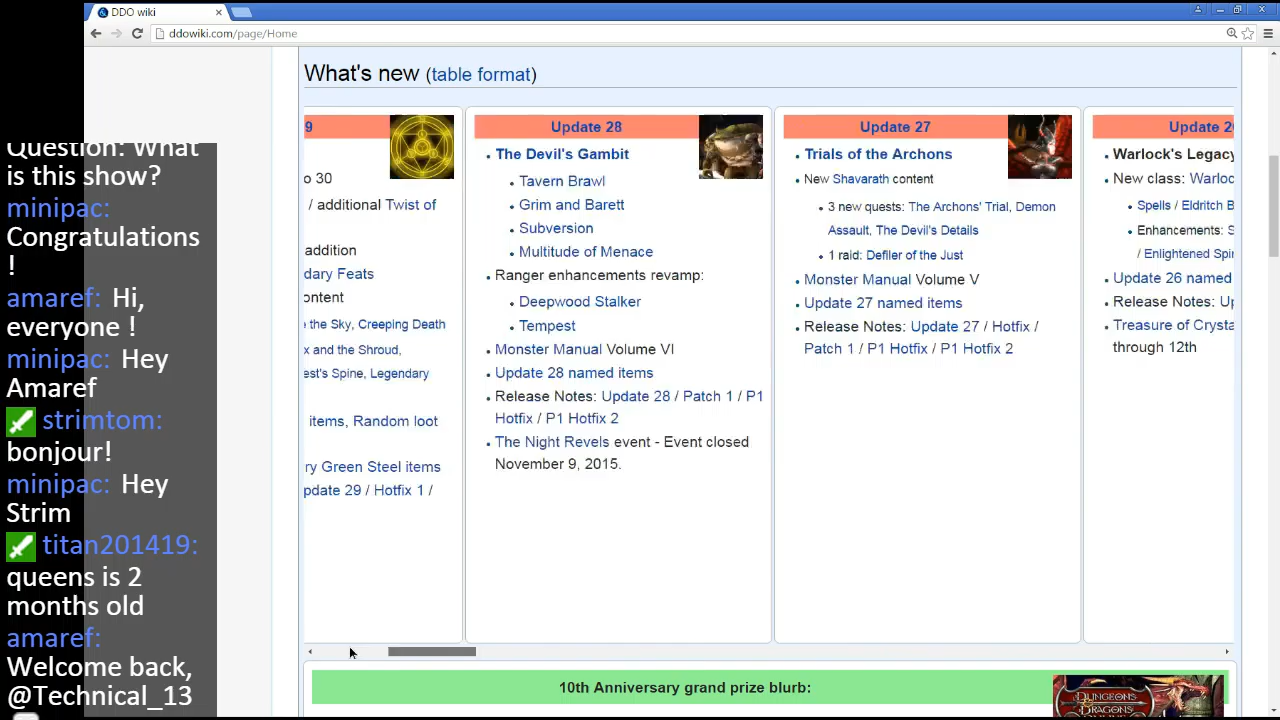 DDO wiki
ddowiki.com/page/Home
Question: What
is this show?
minipac:
Congratulations
!
amaref: Hi,
everyone !
minipac: Hey
Amaref
strimtom:
bonjour!
minipac: Hey
Strim
titan201419:
queens is 2
months old
amaref:
Welcome back,
@Technical_13
What's new (table format)
9
o 30
/ additional Twist of
addition
dary Feats
ontent
the Sky, Creeping Death
x and the Shroud,
est's Spine, Legendary
items, Random loot
ry Green Steel items
pdate 29 / Hotfix 1 /
Update 28
The Devil's Gambit
Tavern Brawl
Grim and Barett
Subversion
Multitude of Menace
Ranger enhancements revamp:
Deepwood Stalker
Tempest
Monster Manual Volume VI
Update 28 named items
Release Notes: Update 28 / Patch 1 / P1
Hotfix / P1 Hotfix 2
The Night Revels event - Event closed
November 9, 2015.
Update 27
Trials of the Archons
New Shavarath content
3 new quests: The Archons' Trial, Demon
Assault, The Devil's Details
1 raid: Defiler of the Just
Monster Manual Volume V
Update 27 named items
Release Notes: Update 27 / Hotfix /
Patch 1 / P1 Hotfix / P1 Hotfix 2
Update 2
Warlock's Legacy
New class: Warloc
Spells / Eldritch B
Enhancements: S
/ Enlightened Spir
Update 26 named
Release Notes: Up
Treasure of Crysta
through 12th
10th Anniversary grand prize blurb:
DUNGEONS
DRAGONS